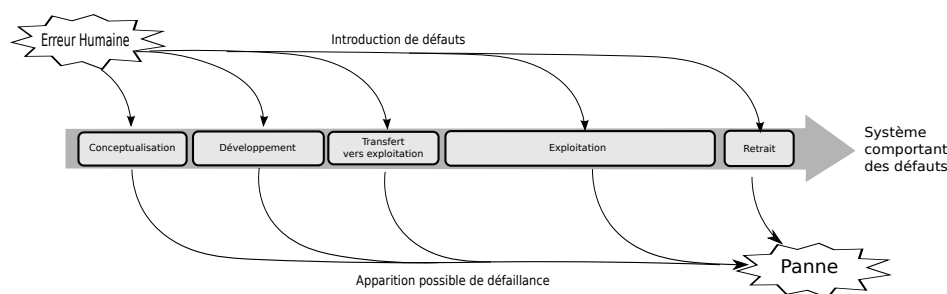 Erreur Humaine
Introduction de défauts
Conceptualisation
Développement
Transfert
vers exploitation
Exploitation
Retrait
Système
comportant
des défauts
Panne
Apparition possible de défaillance